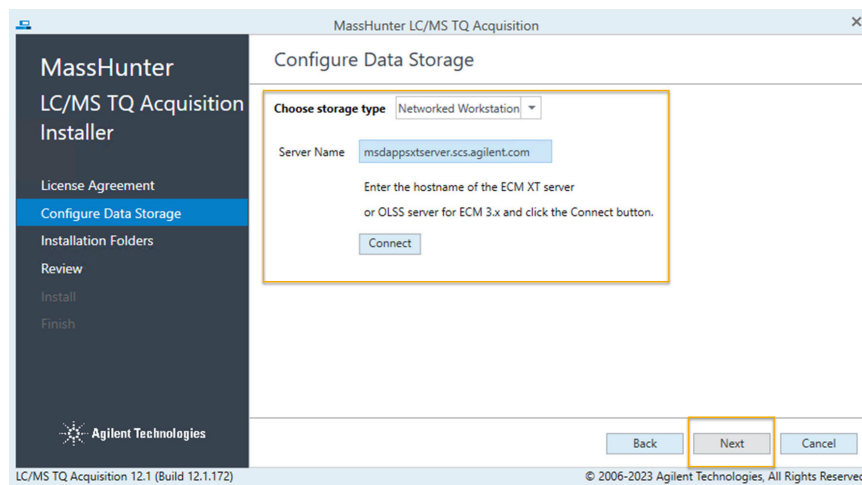 MassHunter LC/MS TQ Acquisition
MassHunter
LC/MS TQ Acquisition
Installer
License Agreement
Configure Data Storage
Installation Folders
Review
Install
Finish
Agilent Technologies
Configure Data Storage
Choose storage type Networked Workstation
Server Name msdappsxtserver.scs.agilent.com
Enter the hostname of the ECM XT server
or OLSS server for ECM 3.x and click the Connect button.
Connect
Back Next Cancel
LC/MS TQ Acquisition 12.1 (Build 12.1.172) © 2006-2023 Agilent Technologies, All Rights Reserved